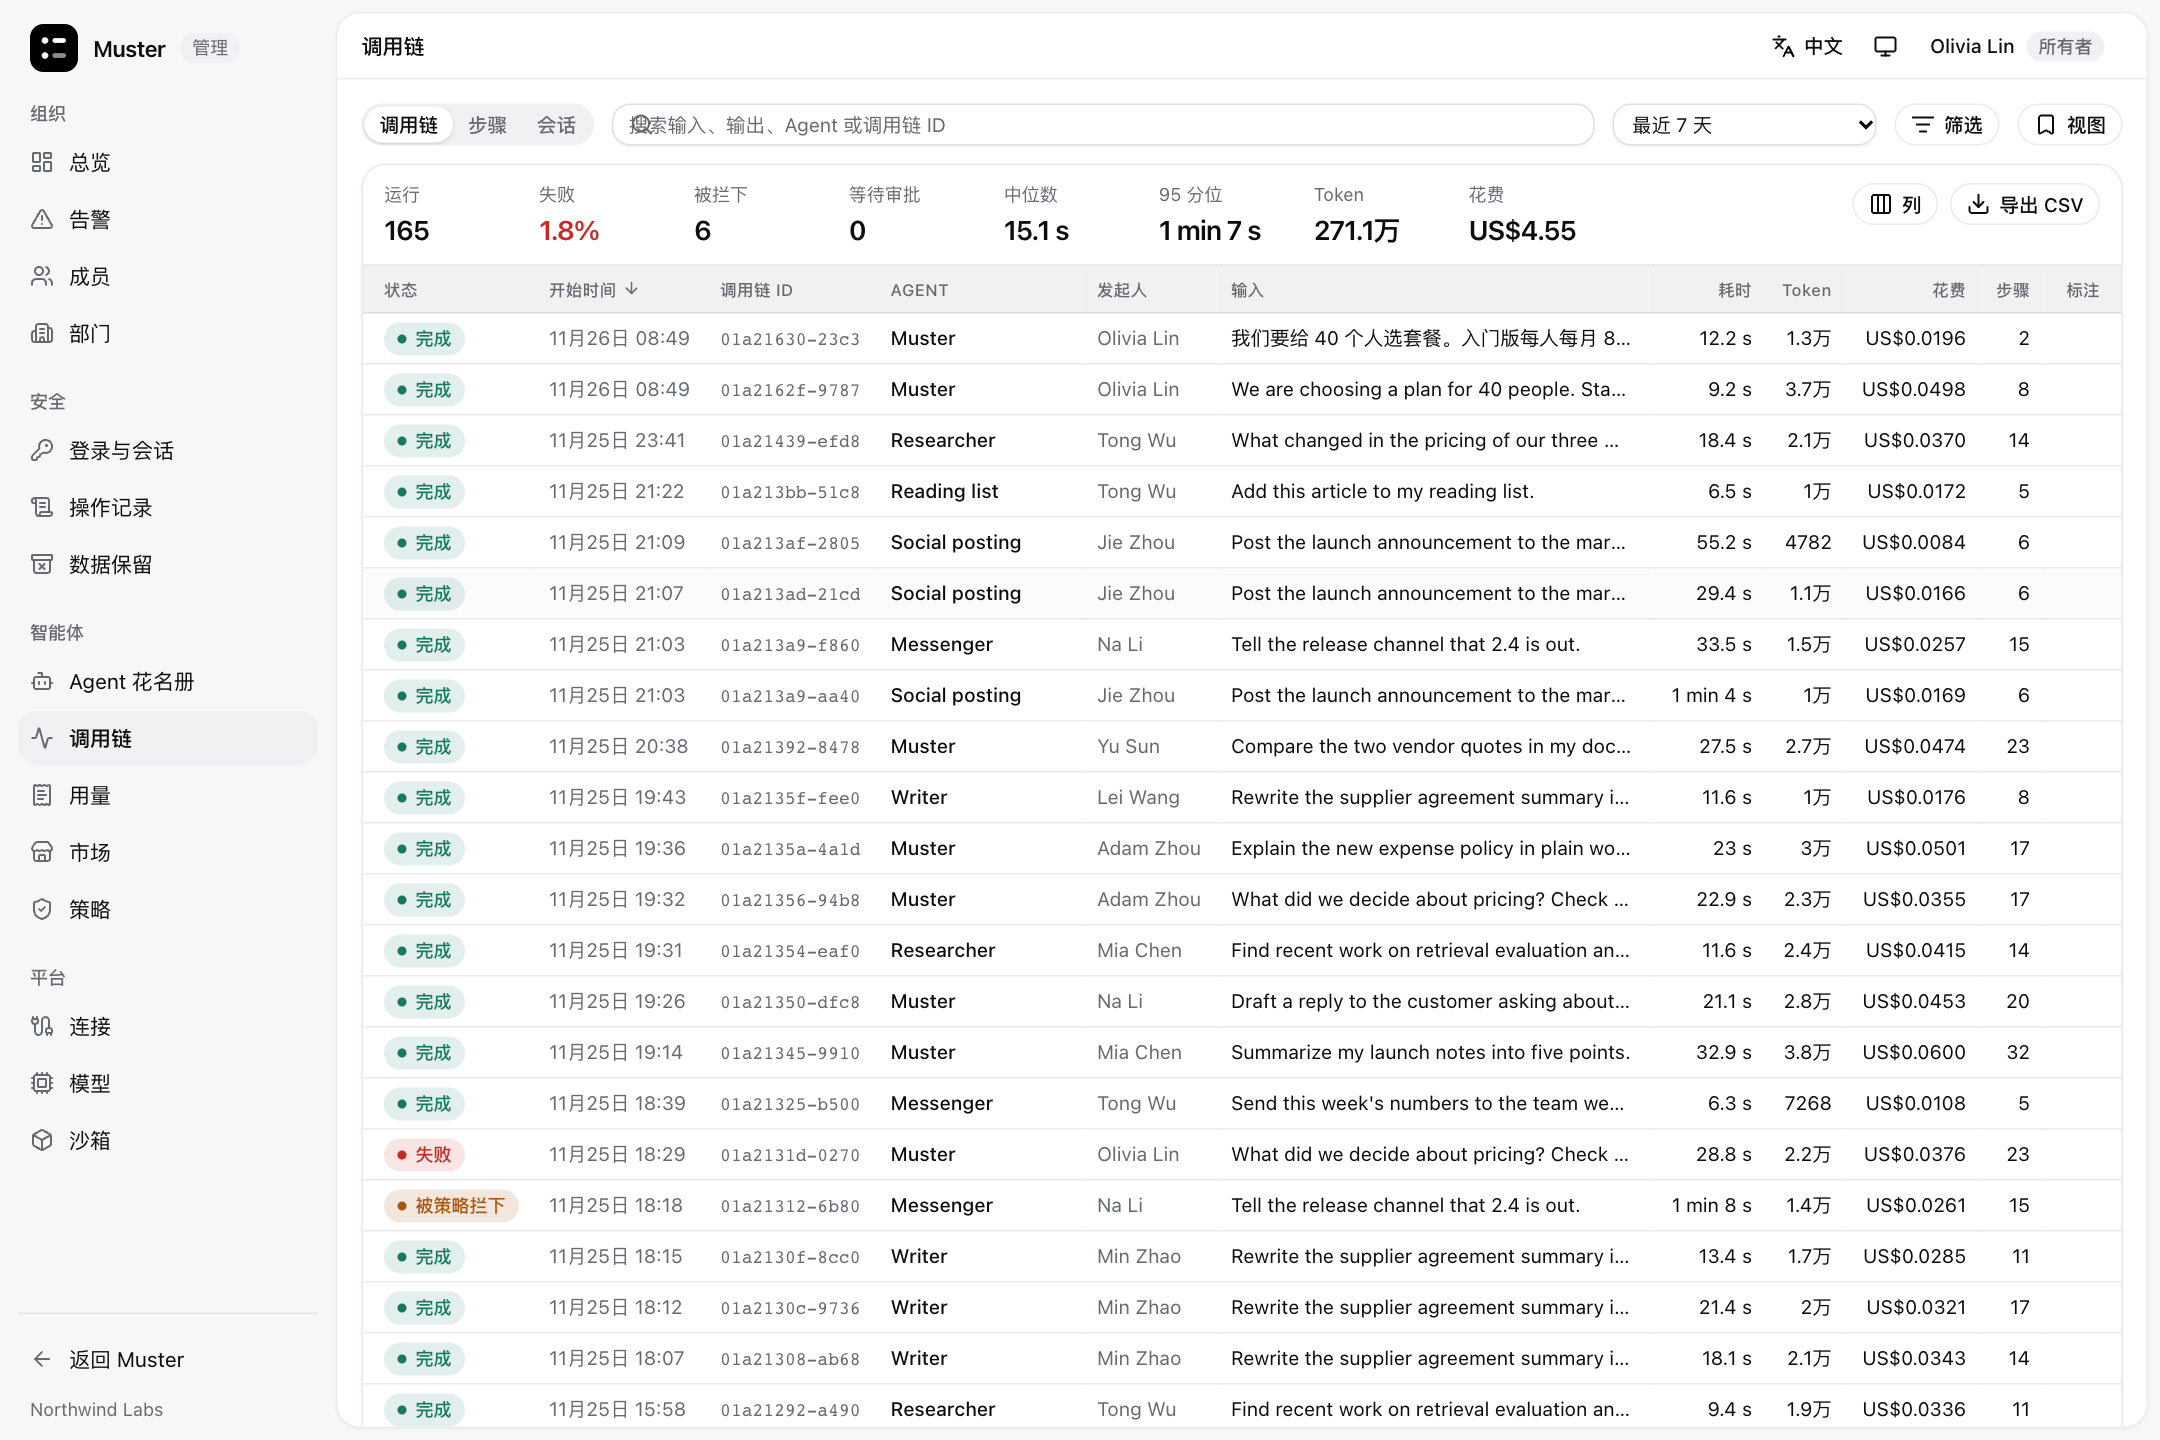 Muster 管理
组织
总览
告警
成员
部门
安全
登录与会话
操作记录
数据保留
智能体
Agent 花名册
调用链
用量
市场
策略
平台
连接
模型
沙箱
返回 Muster
Northwind Labs
调用链
中文 Olivia Lin 所有者
调用链 步骤 会话 搜索输入、输出、Agent 或调用链 ID 最近 7 天 筛选 视图
运行 失败 被拦下 等待审批 中位数 95 分位 Token 花费
165 1.8% 6 0 15.1 s 1 min 7 s 271.1万 US$4.55 列 导出 CSV
状态 开始时间 调用链 ID AGENT 发起人 输入 耗时 Token 花费 步骤 标注
完成 11月26日 08:49 01a21630-23c3 Muster Olivia Lin 我们要给 40 个人选套餐。入门版每人每月 8... 12.2 s 1.3万 US$0.0196 2
完成 11月26日 08:49 01a2162f-9787 Muster Olivia Lin We are choosing a plan for 40 people. Sta... 9.2 s 3.7万 US$0.0498 8
完成 11月25日 23:41 01a21439-efd8 Researcher Tong Wu What changed in the pricing of our three ... 18.4 s 2.1万 US$0.0370 14
完成 11月25日 21:22 01a213bb-51c8 Reading list Tong Wu Add this article to my reading list. 6.5 s 1万 US$0.0172 5
完成 11月25日 21:09 01a213af-2805 Social posting Jie Zhou Post the launch announcement to the mar... 55.2 s 4782 US$0.0084 6
完成 11月25日 21:07 01a213ad-21cd Social posting Jie Zhou Post the launch announcement to the mar... 29.4 s 1.1万 US$0.0166 6
完成 11月25日 21:03 01a213a9-f860 Messenger Na Li Tell the release channel that 2.4 is out. 33.5 s 1.5万 US$0.0257 15
完成 11月25日 21:03 01a213a9-aa40 Social posting Jie Zhou Post the launch announcement to the mar... 1 min 4 s 1万 US$0.0169 6
完成 11月25日 20:38 01a21392-8478 Muster Yu Sun Compare the two vendor quotes in my doc... 27.5 s 2.7万 US$0.0474 23
完成 11月25日 19:43 01a2135f-fee0 Writer Lei Wang Rewrite the supplier agreement summary i... 11.6 s 1万 US$0.0176 8
完成 11月25日 19:36 01a2135a-4a1d Muster Adam Zhou Explain the new expense policy in plain wo... 23 s 3万 US$0.0501 17
完成 11月25日 19:32 01a21356-94b8 Muster Adam Zhou What did we decide about pricing? Check ... 22.9 s 2.3万 US$0.0355 17
完成 11月25日 19:31 01a21354-eaf0 Researcher Mia Chen Find recent work on retrieval evaluation an... 11.6 s 2.4万 US$0.0415 14
完成 11月25日 19:26 01a21350-dfc8 Muster Na Li Draft a reply to the customer asking about... 21.1 s 2.8万 US$0.0453 20
完成 11月25日 19:14 01a21345-9910 Muster Mia Chen Summarize my launch notes into five points. 32.9 s 3.8万 US$0.0600 32
完成 11月25日 18:39 01a21325-b500 Messenger Tong Wu Send this week's numbers to the team we... 6.3 s 7268 US$0.0108 5
失败 11月25日 18:29 01a2131d-0270 Muster Olivia Lin What did we decide about pricing? Check ... 28.8 s 2.2万 US$0.0376 23
被策略拦下 11月25日 18:18 01a21312-6b80 Messenger Na Li Tell the release channel that 2.4 is out. 1 min 8 s 1.4万 US$0.0261 15
完成 11月25日 18:15 01a2130f-8cc0 Writer Min Zhao Rewrite the supplier agreement summary i... 13.4 s 1.7万 US$0.0285 11
完成 11月25日 18:12 01a2130c-9736 Writer Min Zhao Rewrite the supplier agreement summary i... 21.4 s 2万 US$0.0321 17
完成 11月25日 18:07 01a21308-ab68 Writer Min Zhao Rewrite the supplier agreement summary i... 18.1 s 2.1万 US$0.0343 14
完成 11月25日 15:58 01a21292-a490 Researcher Tong Wu Find recent work on retrieval evaluation an... 9.4 s 1.9万 US$0.0336 11